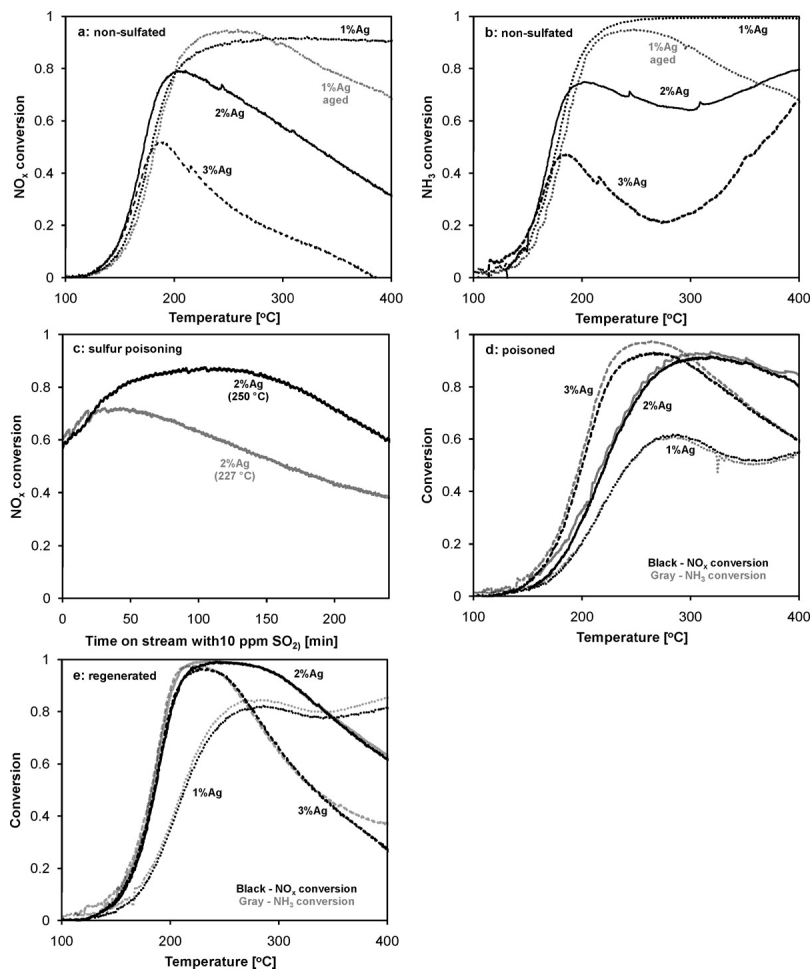 a: non-sulfated
1%Ag
1%Ag
aged
2%Ag
3%Ag
NOx conversion
1
0.8
0.6
0.4
0.2
0
100
200
300
400
Temperature [oC]
b: non-sulfated
1%Ag
1%Ag
aged
2%Ag
3%Ag
NH3 conversion
1
0.8
0.6
0.4
0.2
0
100
200
300
400
Temperature [oC]
c: sulfur poisoning
2%Ag
(250 °C)
2%Ag
(227 °C)
NOx conversion
1
0.8
0.6
0.4
0.2
0
0
50
100
150
200
Time on stream with10 ppm SO2) [min]
d: poisoned
3%Ag
2%Ag
1%Ag
Black - NOx conversion
Gray - NH3 conversion
Conversion
1
0.8
0.6
0.4
0.2
0
100
200
300
400
Temperature [oC]
e: regenerated
2%Ag
1%Ag
3%Ag
Black - NOx conversion
Gray - NH3 conversion
Conversion
1
0.8
0.6
0.4
0.2
0
100
200
300
400
Temperature [oC]